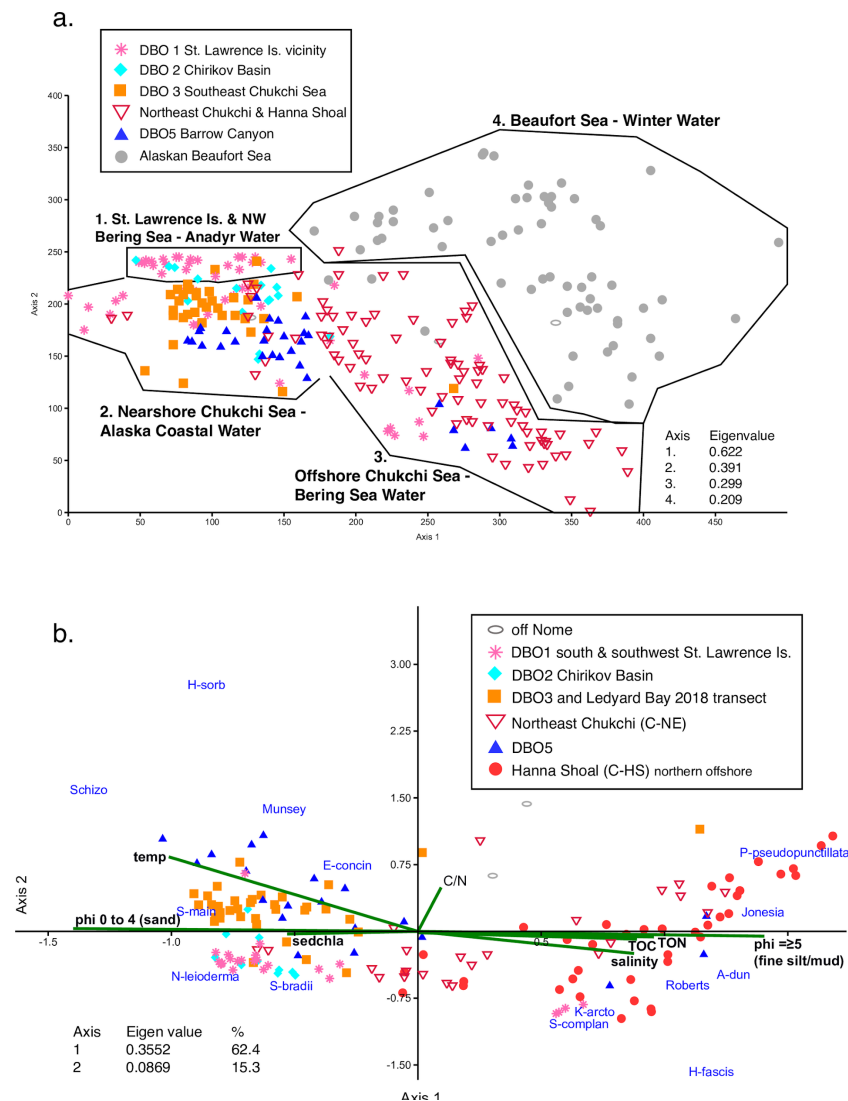 a.
DBO 1 St. Lawrence Is. vicinity
DBO 2 Chirikov Basin
DBO 3 Southeast Chukchi Sea
Northeast Chukchi & Hanna Shoal
DBO5 Barrow Canyon
Alaskan Beaufort Sea
4. Beaufort Sea - Winter Water
1. St. Lawrence Is. & NW
Bering Sea - Anadyr Water
2. Nearshore Chukchi Sea -
Alaska Coastal Water
3.
Offshore Chukchi Sea -
Bering Sea Water
Axis Eigenvalue
1. 0.622
2. 0.391
3. 0.299
4. 0.209
Axis 2
400
350
300
250
200
150
100
50
0
0 50 100 150 200 250 300 350 400 450
Axis 1
b.
off Nome
DBO1 south & southwest St. Lawrence Is.
DBO2 Chirikov Basin
DBO3 and Ledyard Bay 2018 transect
Northeast Chukchi (C-NE)
DBO5
Hanna Shoal (C-HS) northern offshore
3.00
2.25
1.50
0.75
-0.75
-1.50
H-sorb
Schizo
Munsey
temp
E-concin
C/N
P-pseudopunctillata
S-main
Jonesia
phi 0 to 4 (sand)
sedchla
TOC
TON
phi =≥5
(fine silt/mud)
salinity
-1.5 -1.0 0.5
N-leioderma
S-bradii
A-dun
Roberts
K-arcto
S-complan
H-fascis
Axis 2
Axis Eigen value %
1 0.3552 62.4
2 0.0869 15.3
Axis 1